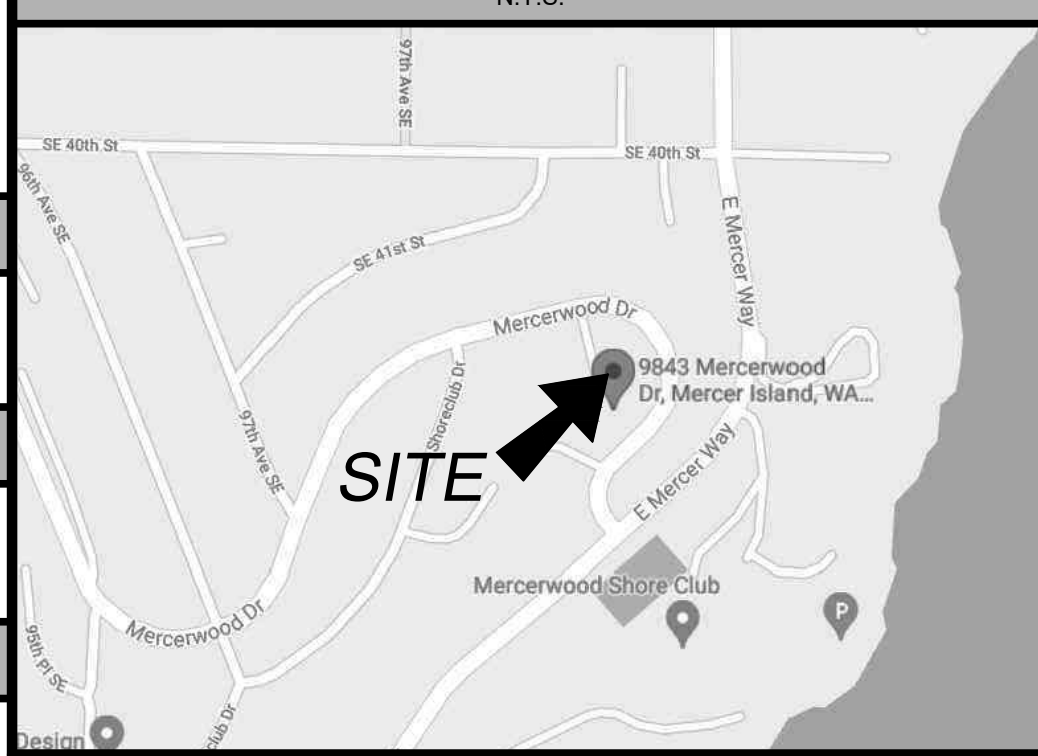 N.T.S.
97th Ave SE
SE 40th St
SE 40th St
96th Ave SE
E Mercer Way
SE 41st St
Mercerwood Dr
9843 Mercerwood
Dr, Mercer Island, WA...
Shoreclub Dr
97th Ave SE
SITE
E Mercer Way
Mercerwood Shore Club
P
Mercerwood Dr
95th Pl SE
club Dr
Design